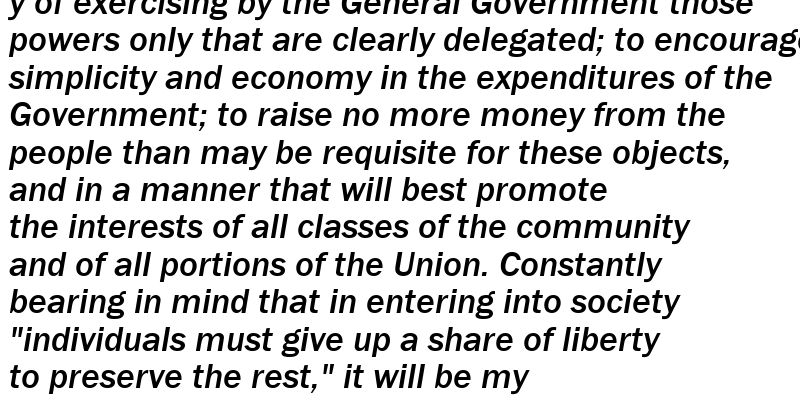 y of exercising by the General Government those
powers only that are clearly delegated; to encourage
simplicity and economy in the expenditures of the
Government; to raise no more money from the
people than may be requisite for these objects,
and in a manner that will best promote
the interests of all classes of the community
and of all portions of the Union. Constantly
bearing in mind that in entering into society
"individuals must give up a share of liberty
to preserve the rest," it will be my